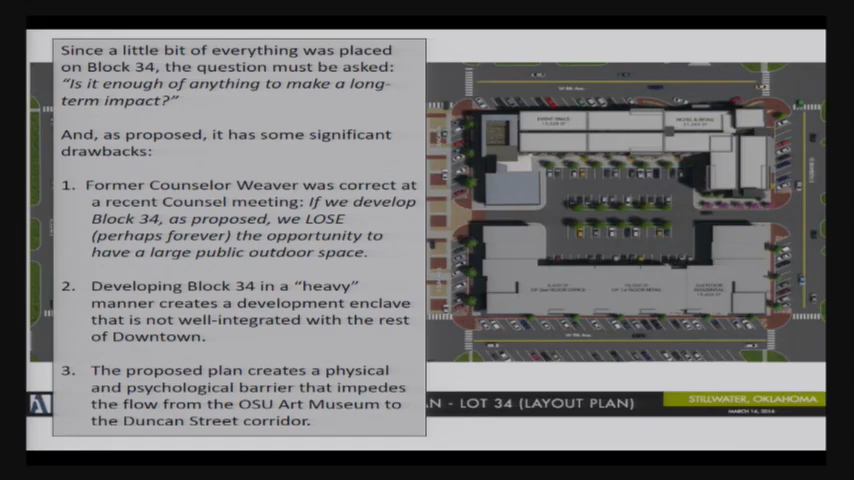 Since a little bit of everything was placed
on Block 34, the question must be asked:
“Is it enough of anything to make a long-
term impact?”
And, as proposed, it has some significant
drawbacks:
1. Former Counselor Weaver was correct at
a recent Counsel meeting: If we develop
Block 34, as proposed, we LOSE
(perhaps forever) the opportunity to
have a large public outdoor space.
2. Developing Block 34 in a “heavy”
manner creates a development enclave
that is not well-integrated with the rest
of Downtown.
3. The proposed plan creates a physical
and psychological barrier that impedes
the flow from the OSU Art Museum to
the Duncan Street corridor.
AN - LOT 34 (LAYOUT PLAN)
STILLWATER, OKLAHOMA
MARCH 14, 2014